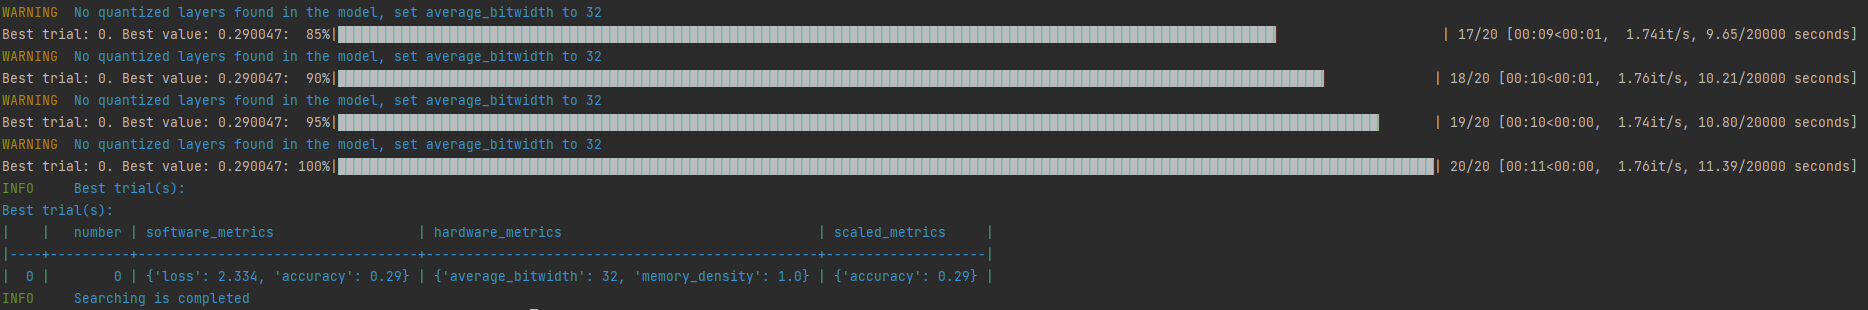 WARNING  No quantized layers found in the model, set average_bitwidth to 32
Best trial: 0. Best value: 0.290047:  85%| | 17/20 [00:09<00:01,  1.74it/s, 9.65/20000 seconds]
WARNING  No quantized layers found in the model, set average_bitwidth to 32
Best trial: 0. Best value: 0.290047:  90%| | 18/20 [00:10<00:01,  1.76it/s, 10.21/20000 seconds]
WARNING  No quantized layers found in the model, set average_bitwidth to 32
Best trial: 0. Best value: 0.290047:  95%| | 19/20 [00:10<00:00,  1.74it/s, 10.80/20000 seconds]
WARNING  No quantized layers found in the model, set average_bitwidth to 32
Best trial: 0. Best value: 0.290047: 100%| | 20/20 [00:11<00:00,  1.76it/s, 11.39/20000 seconds]
INFO     Best trial(s):
Best trial(s):
|    |   number | software_metrics                  | hardware_metrics                                | scaled_metrics     |
|----+----------+-----------------------------------+-------------------------------------------------+--------------------|
|  0 |        0 | {'loss': 2.334, 'accuracy': 0.29} | {'average_bitwidth': 32, 'memory_density': 1.0} | {'accuracy': 0.29} |
INFO     Searching is completed